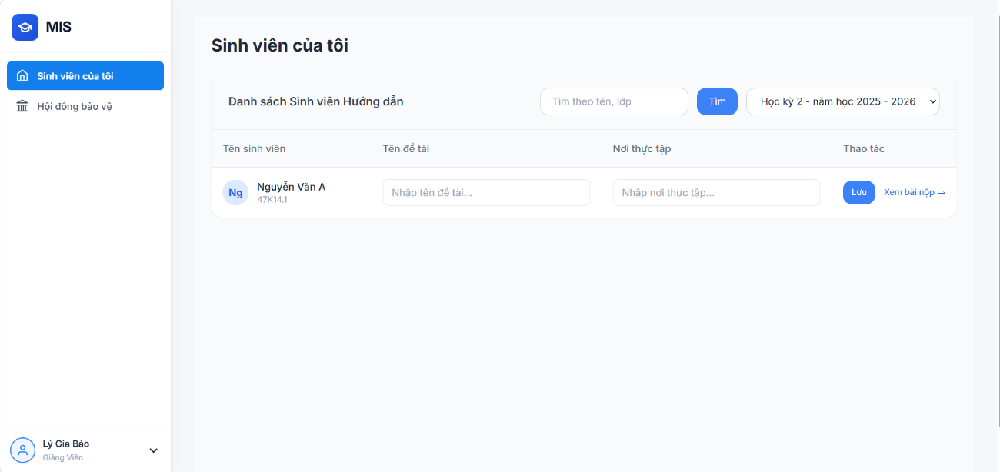 MIS
Sinh viên của tôi
Hội đồng bảo vệ
Lý Gia Bảo
Giảng Viên
Sinh viên của tôi
Danh sách Sinh viên Hướng dẫn
Tìm theo tên, lớp
Tìm
Học kỳ 2 - năm học 2025 - 2026
Tên sinh viên
Tên đề tài
Nơi thực tập
Thao tác
Ng
Nguyễn Văn A
47K14.1
Nhập tên đề tài...
Nhập nơi thực tập...
Lưu
Xem bài nộp →